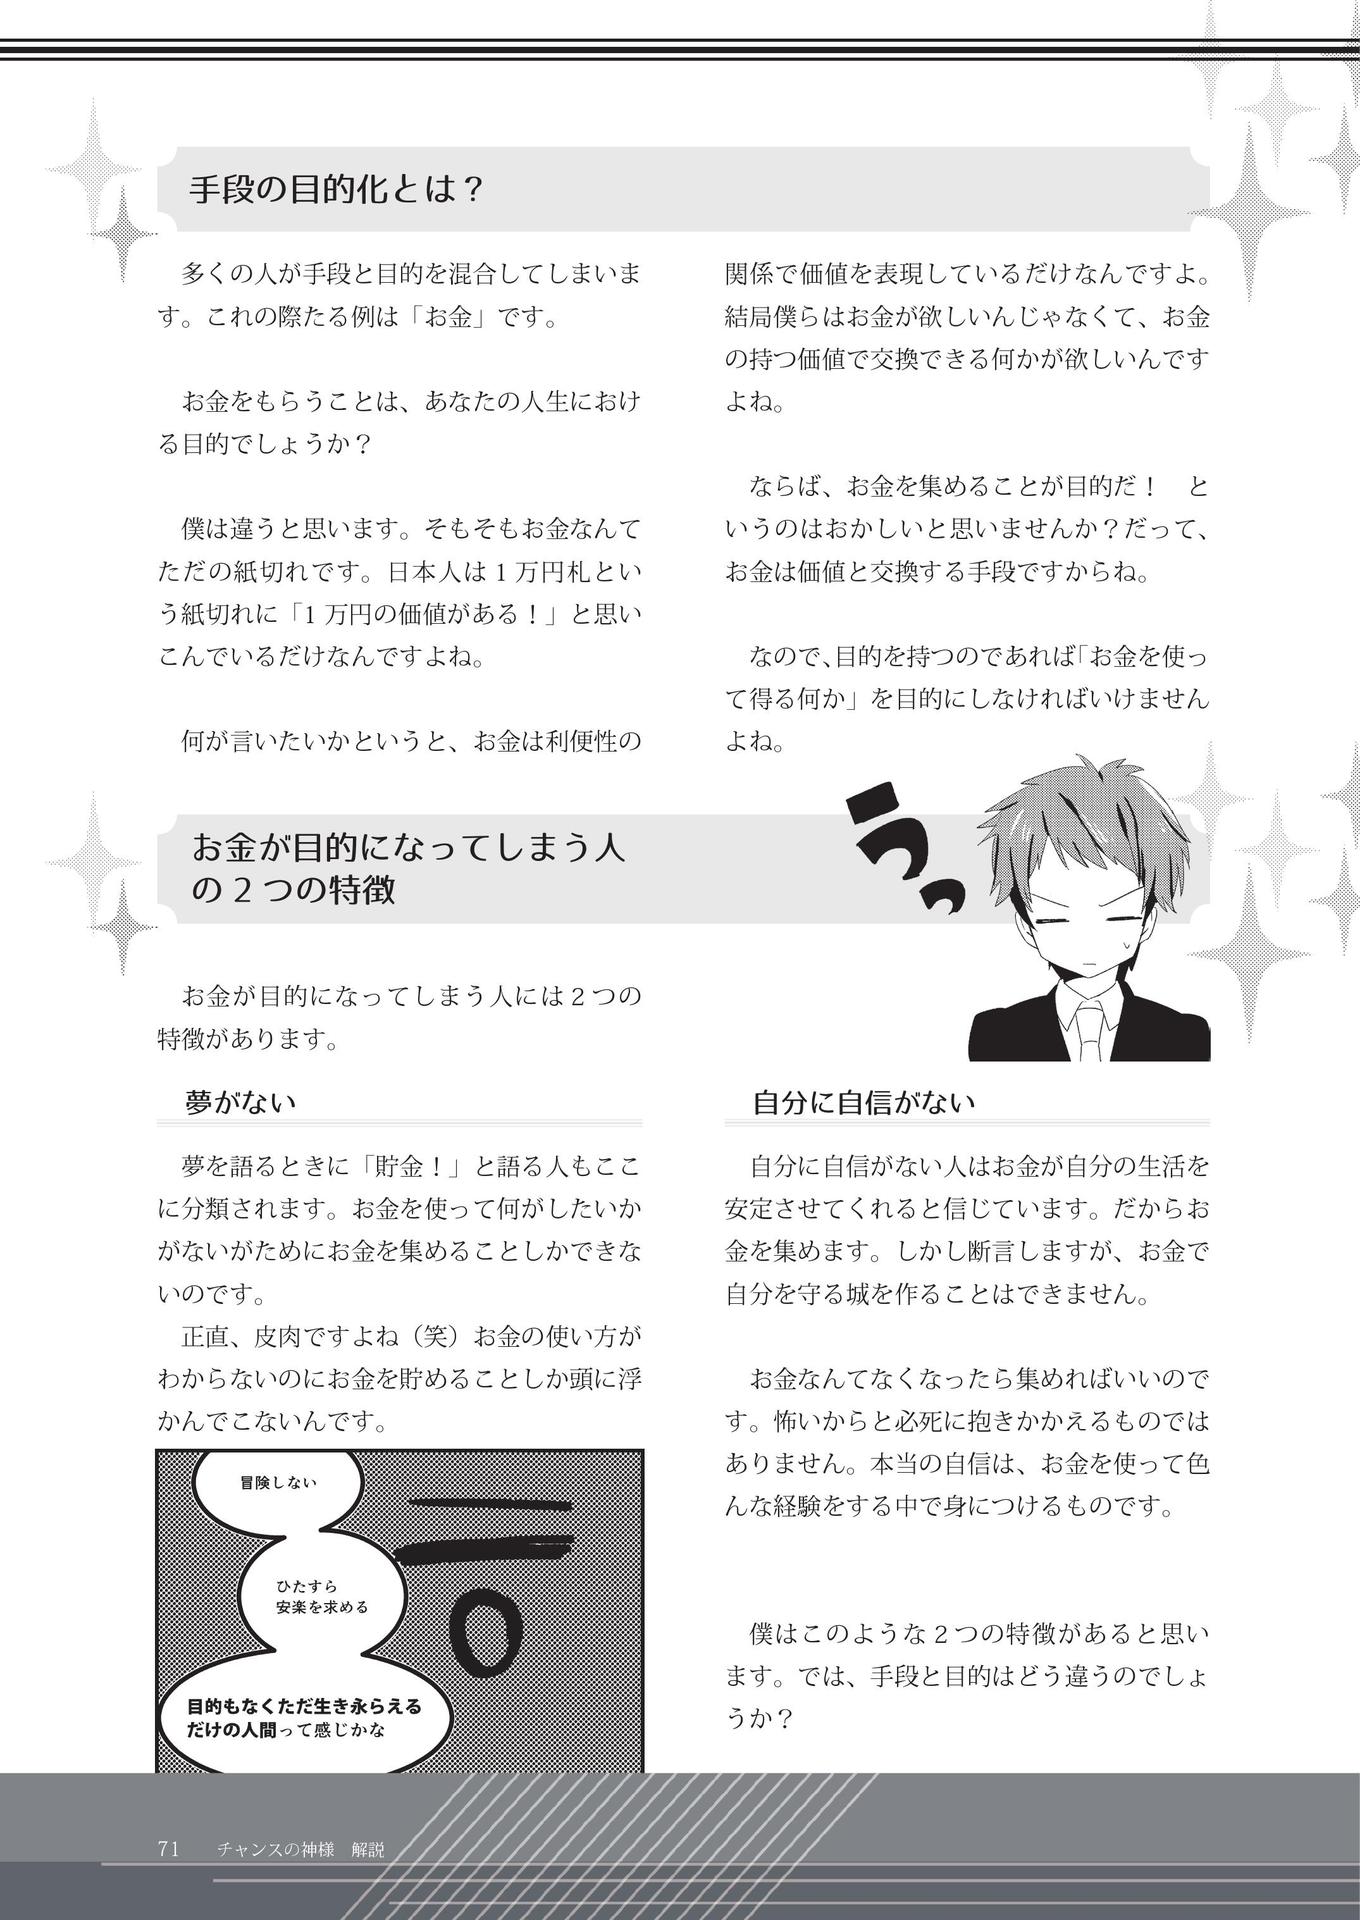 手段の目的化とは？
　多くの人が手段と目的を混合してしまいま
す。これの際たる例は「お金」です。
　お金をもらうことは、あなたの人生におけ
る目的でしょうか？
　僕は違うと思います。そもそもお金なんて
ただの紙切れです。日本人は 1 万円札とい
う紙切れに「1 万円の価値がある！」と思い
こんでいるだけなんですよね。
　何が言いたいかというと、お金は利便性の
関係で価値を表現しているだけなんですよ。
結局僕らはお金が欲しいんじゃなくて、お金
の持つ価値で交換できる何かが欲しいんです
よね。
　ならば、お金を集めることが目的だ！　と
いうのはおかしいと思いませんか？だって、
お金は価値と交換する手段ですからね。
　なので､目的を持つのであれば｢お金を使っ
て得る何か」を目的にしなければいけません
よね。
お金が目的になってしまう人
の 2 つの特徴
うっ
　お金が目的になってしまう人には 2 つの
特徴があります。
夢がない
　夢を語るときに「貯金！」と語る人もここ
に分類されます。お金を使って何がしたいか
がないがためにお金を集めることしかできな
いのです。
　正直、皮肉ですよね（笑）お金の使い方が
わからないのにお金を貯めることしか頭に浮
かんでこないんです。
冒険しない
ひたすら
安楽を求める
目的もなくただ生き永らえる
だけの人間って感じかな
自分に自信がない
　自分に自信がない人はお金が自分の生活を
安定させてくれると信じています。だからお
金を集めます。しかし断言しますが、お金で
自分を守る城を作ることはできません。
　お金なんてなくなったら集めればいいので
す。怖いからと必死に抱きかかえるものでは
ありません。本当の自信は、お金を使って色
んな経験をする中で身につけるものです。
　僕はこのような 2 つの特徴があると思い
ます。では、手段と目的はどう違うのでしょ
うか？
71　チャンスの神様　解説